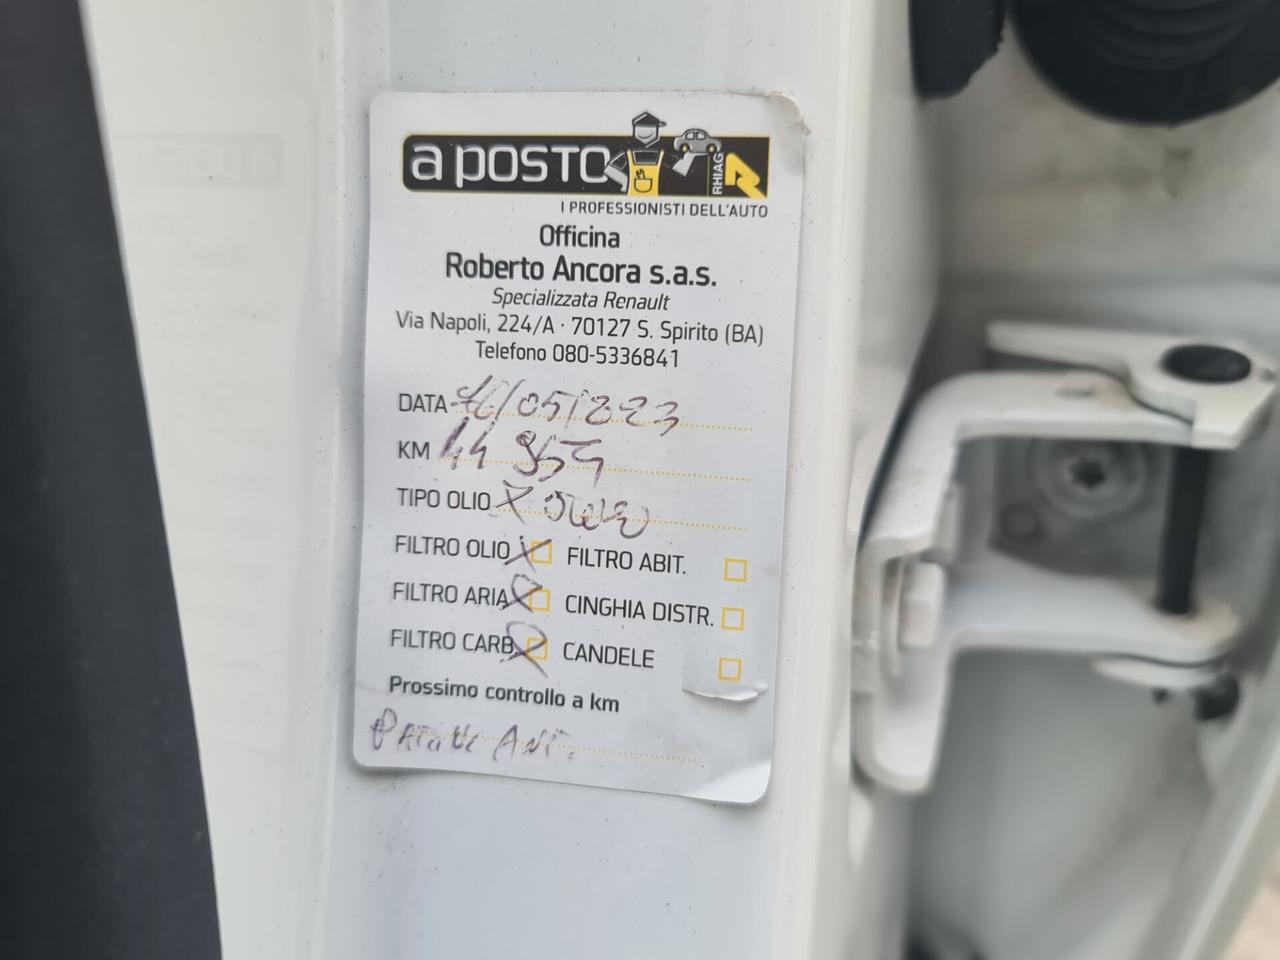 a POSTO
RHIAG
I PROFESSIONISTI DELL'AUTO
Officina
Roberto Ancora s.a.s.
Specializzata Renault
Via Napoli, 224/A · 70127 S. Spirito (BA)
Telefono 080-5336841
DATA /05/2023
KM 44 959
TIPO OLIO X 5W30
FILTRO OLIO X FILTRO ABIT.
FILTRO ARIA X CINGHIA DISTR.
FILTRO CARB X CANDELE
Prossimo controllo a km
ANT.